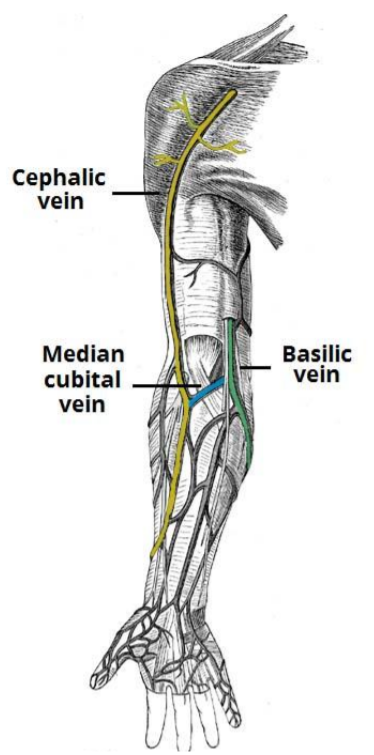 Cephalic
vein
Median
cubital
vein
Basilic
vein